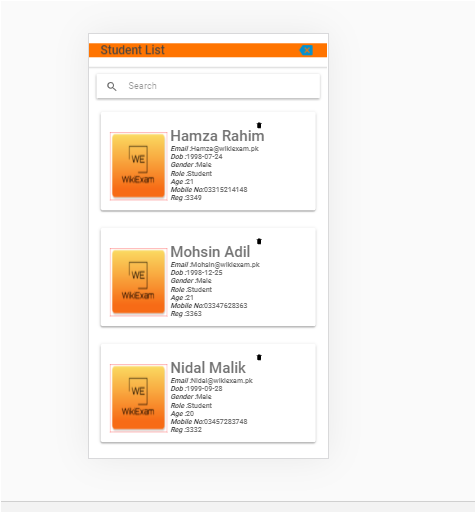 Student List
Search
Hamza Rahim
Email :Hamza@wikiexam.pk
Dob :1998-07-24
Gender :Male
Role :Student
Age :21
Mobile No:03315214148
Reg :3349
WE
WikiExam
Mohsin Adil
Email :Mohsin@wikiexam.pk
Dob :1998-12-25
Gender :Male
Role :Student
Age :21
Mobile No:03347628363
Reg :3363
WE
WikiExam
Nidal Malik
Email :Nidal@wikiexam.pk
Dob :1999-09-28
Gender :Male
Role :Student
Age :20
Mobile No:03457283748
Reg :3332
WE
WikiExam